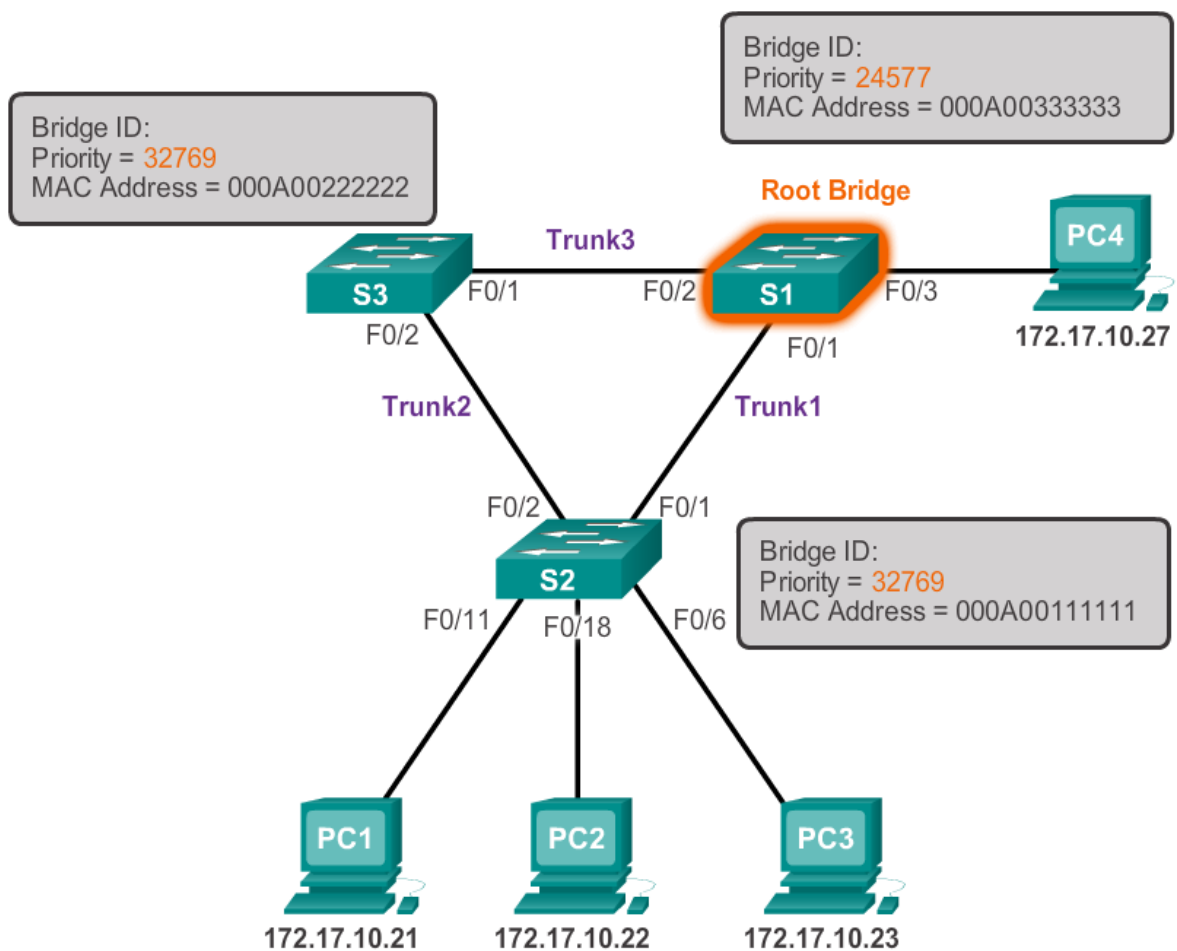 Bridge ID:
Priority = 24577
MAC Address = 000A00333333
Bridge ID:
Priority = 32769
MAC Address = 000A00222222
Root Bridge
Trunk3
PC4
S3
F0/1
F0/2
S1
F0/3
F0/2
F0/1
172.17.10.27
Trunk2
Trunk1
F0/2
F0/1
Bridge ID:
Priority = 32769
MAC Address = 000A00111111
S2
F0/11
F0/18
F0/6
PC1
PC2
PC3
172.17.10.21
172.17.10.22
172.17.10.23